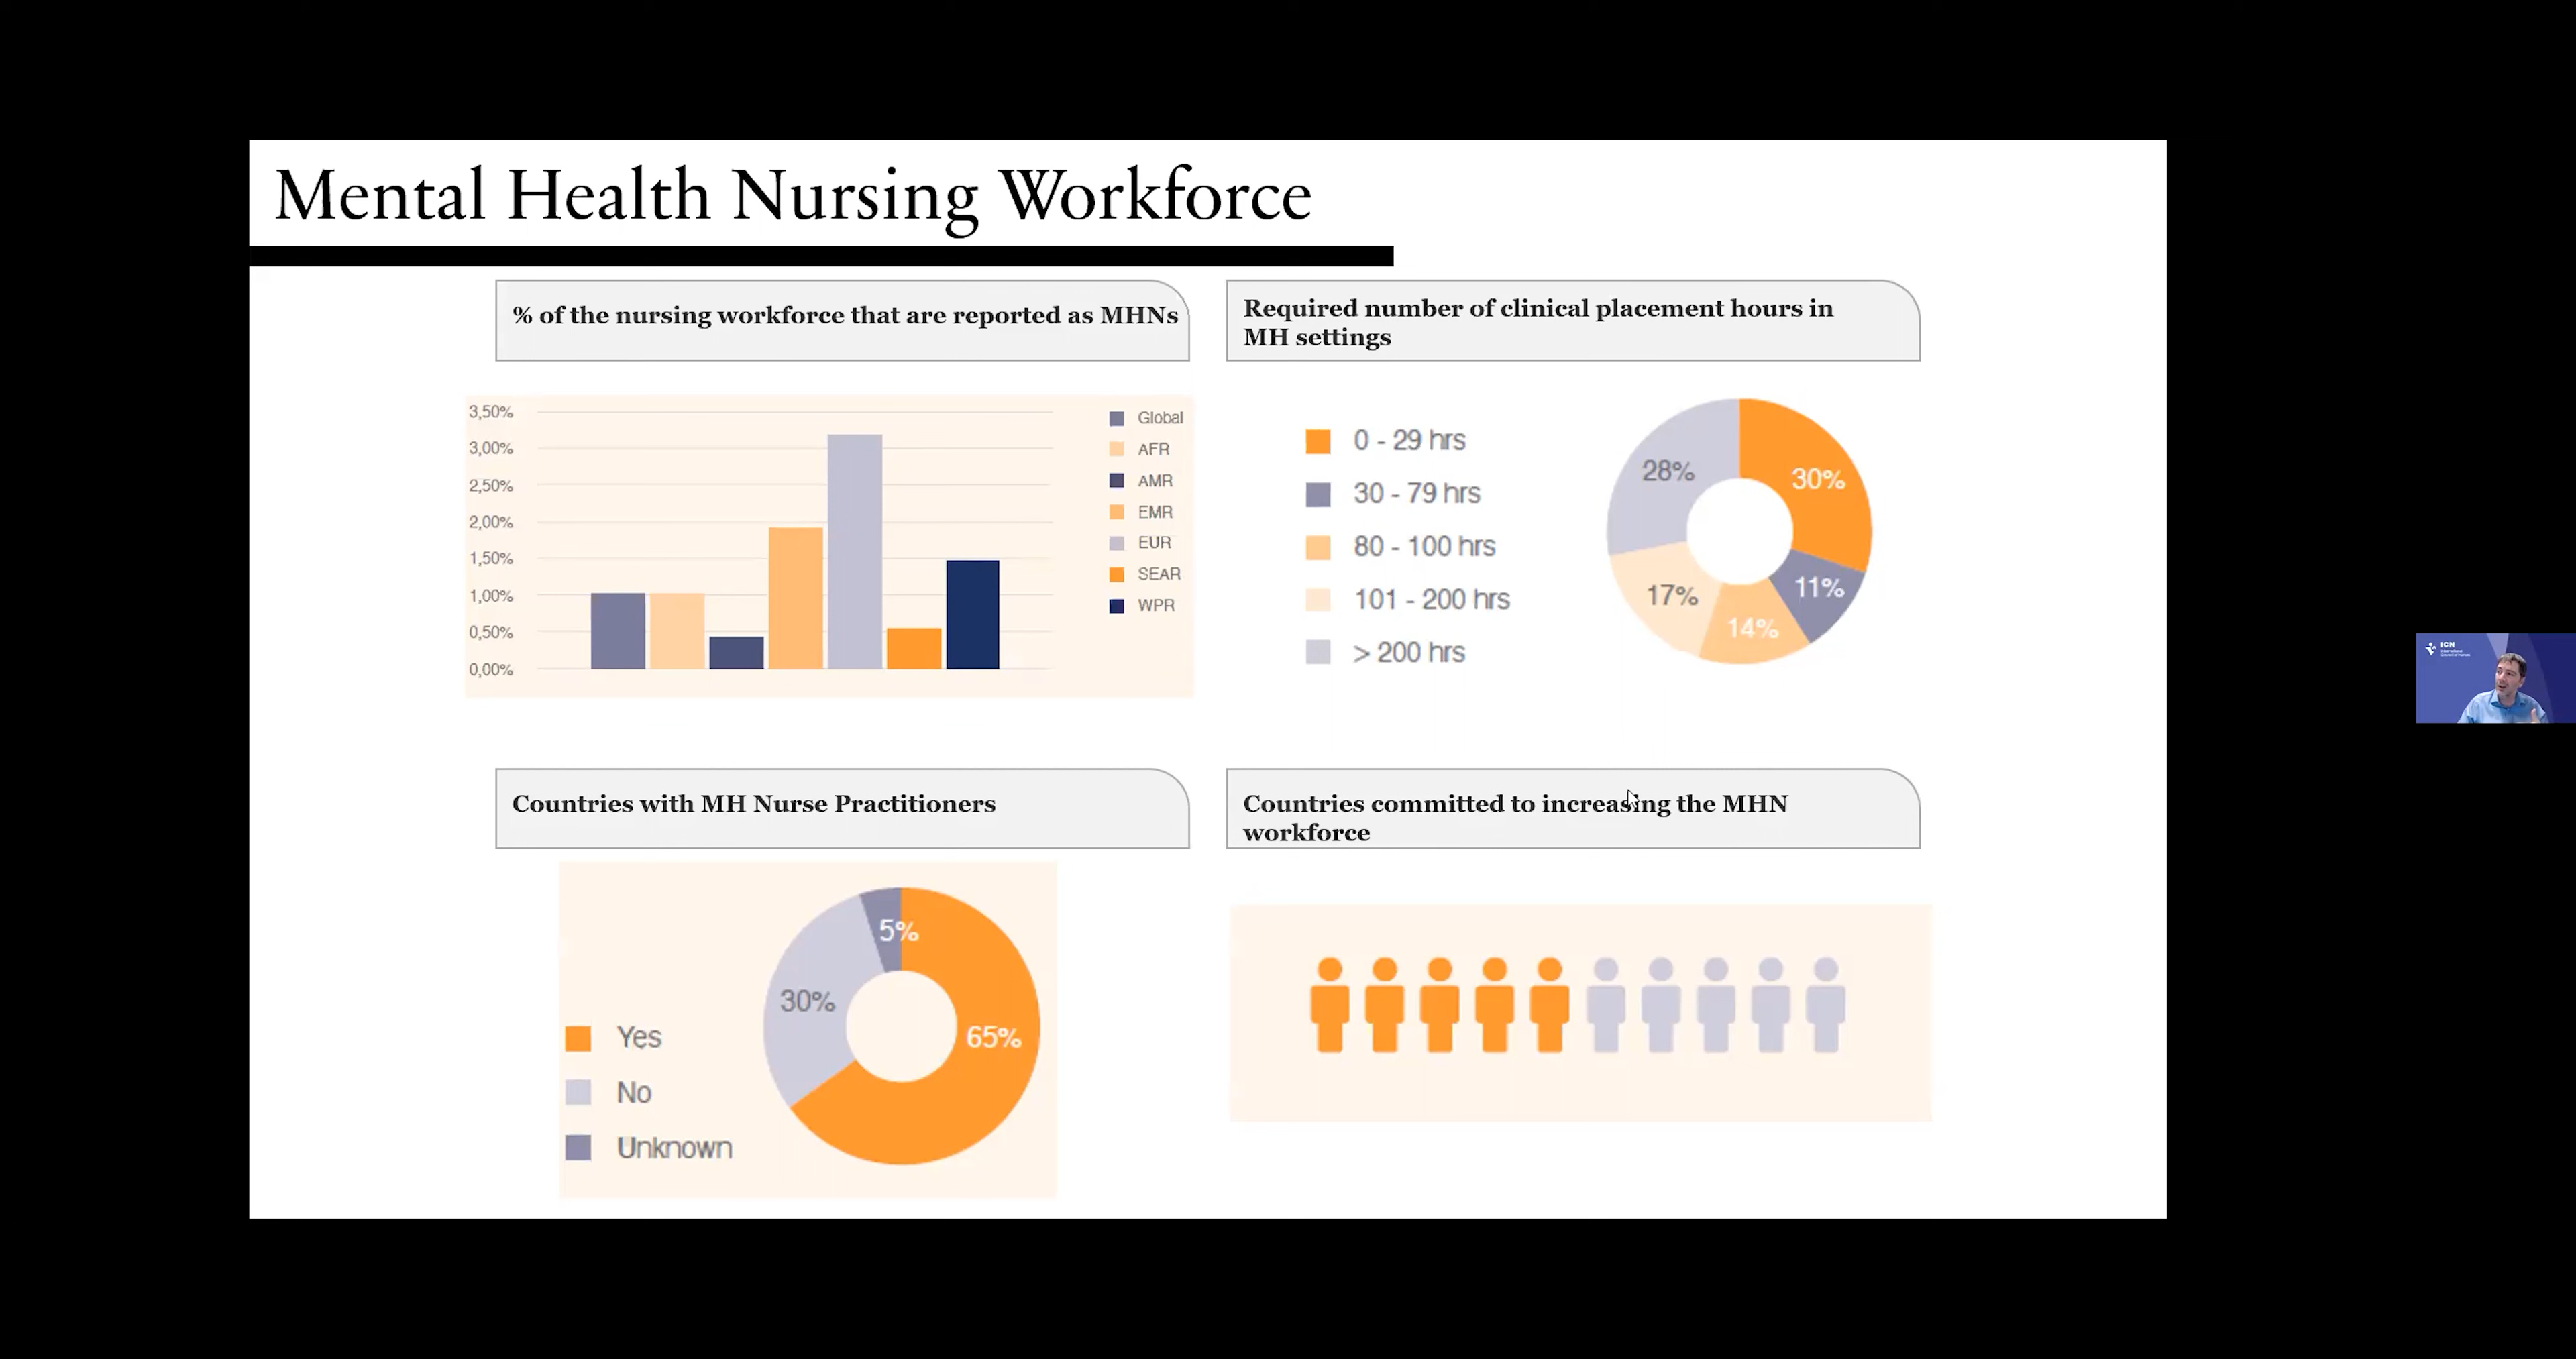 Mental Health Nursing Workforce
% of the nursing workforce that are reported as MHNs
3,50%
3,00%
2,50%
2,00%
1,50%
1,00%
0,50%
0,00%
Global
AFR
AMR
EMR
EUR
SEAR
WPR
Required number of clinical placement hours in
MH settings
0 - 29 hrs
30 - 79 hrs
80 - 100 hrs
101 - 200 hrs
> 200 hrs
28%
30%
17%
11%
14%
Countries with MH Nurse Practitioners
Yes
No
Unknown
5%
30%
65%
Countries committed to increasing the MHN
workforce
ICN